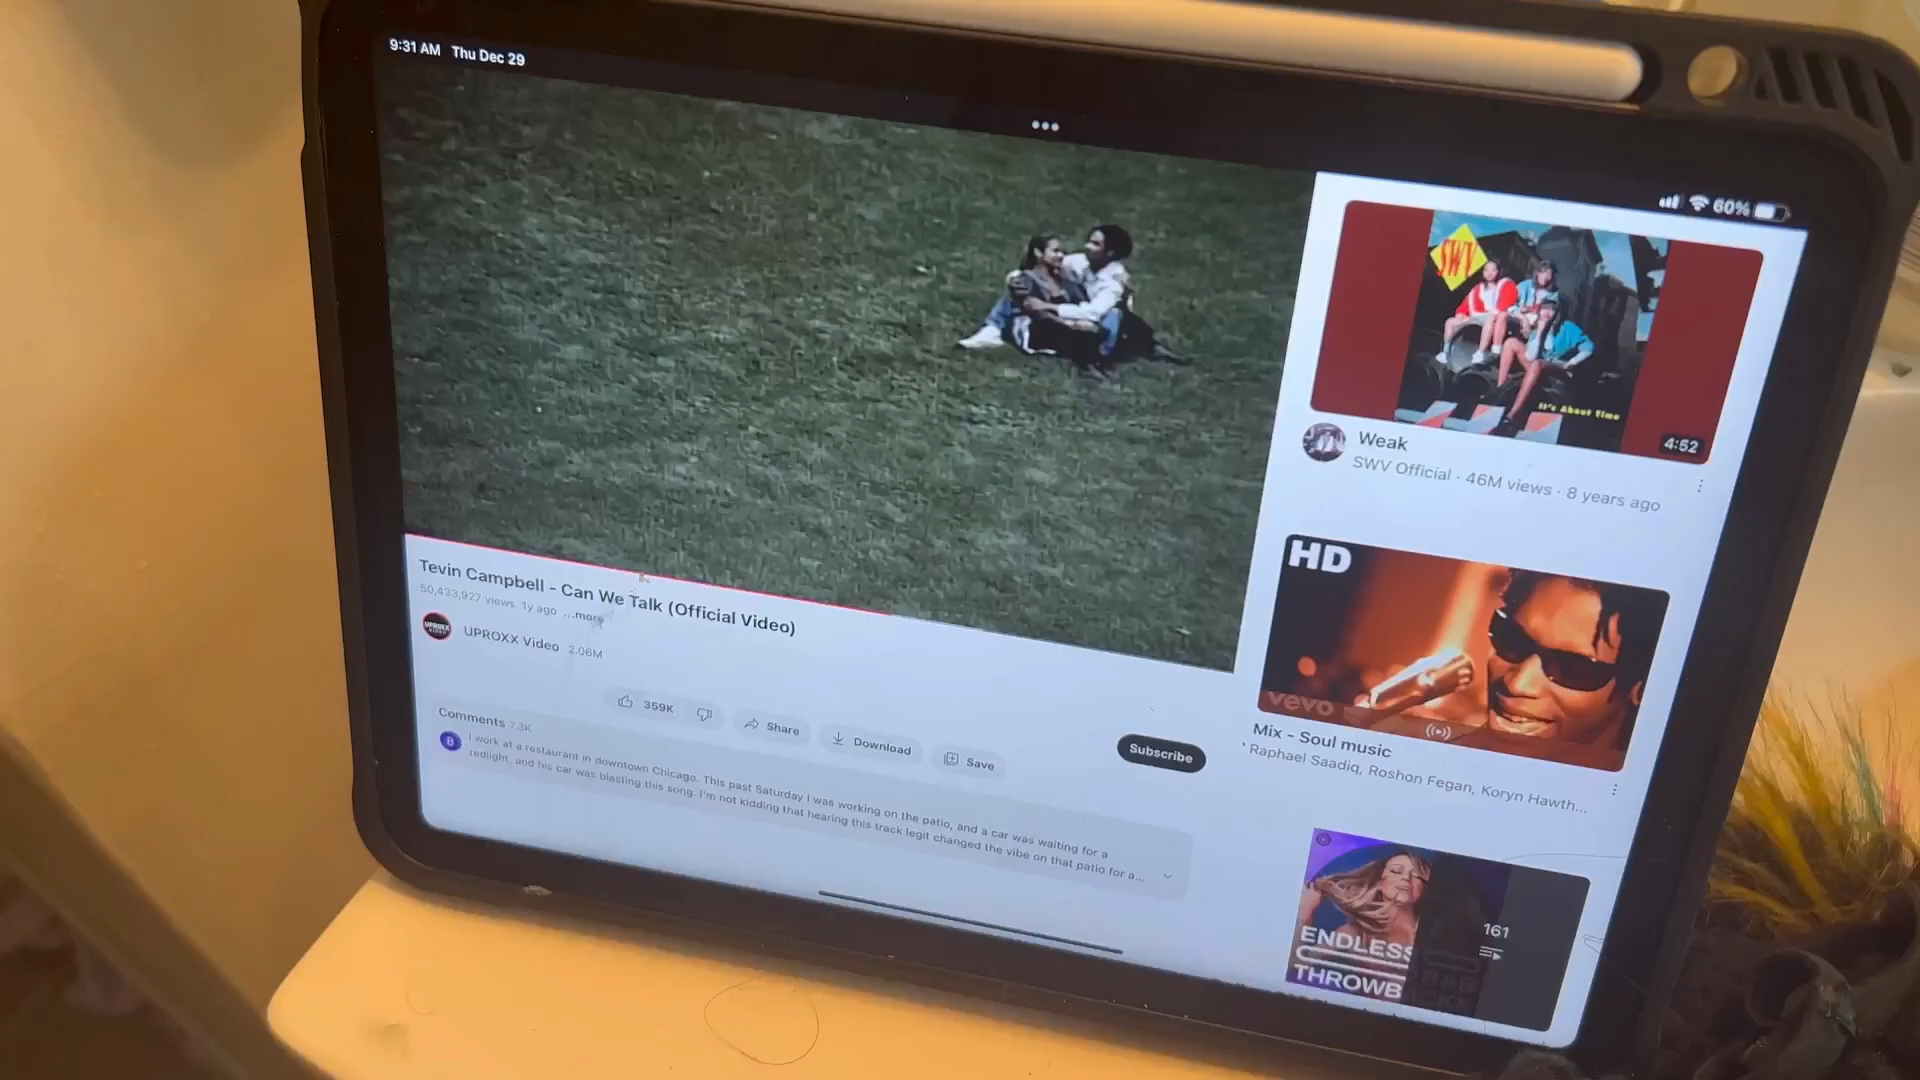 9:31 AM Thu Dec 29
60%
SWV
It's About Time
4:52
Weak
SWV Official · 46M views · 8 years ago
HD
vevo
Mix - Soul music
Raphael Saadiq, Roshon Fegan, Koryn Hawth...
161
ENDLESS
R&B
THROWBACKS
Tevin Campbell - Can We Talk (Official Video)
50,433,927 views 1y ago ...more
UPROXX VIDEO
UPROXX Video 2.06M
359K
Share
Download
Save
Subscribe
Comments 7.3K
B
I work at a restaurant in downtown Chicago. This past Saturday I was working on the patio, and a car was waiting for a
redlight, and his car was blasting this song. I'm not kidding that hearing this track legit changed the vibe on that patio for a...